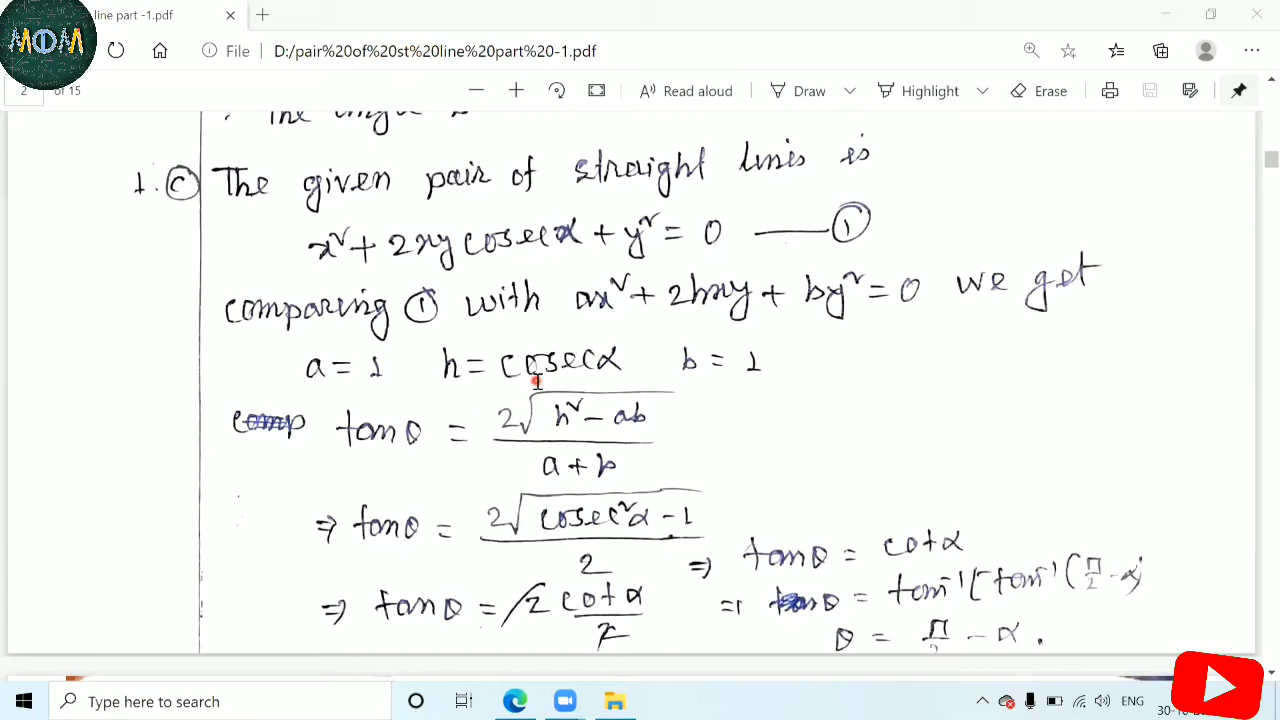 line part -1.pdf
MOM
File D:/pair%20of%20st%20line%20part%20-1.pdf
2 of 15 Read aloud Draw Highlight Erase
1. (c) The given pair of straight lines is
x² + 2xy cosecα + y² = 0 —— ①
comparing ① with ax² + 2hxy + by² = 0 we get
a = 1 h = cosecα b = 1
tanθ = 2√(h² - ab) / (a + b)
⇒ tanθ = 2√(cosec²α - 1) / 2
⇒ tanθ = 2 cotα / 2
⇒ tanθ = cotα
⇒ θ = tan⁻¹(tan (π/2 - α)
θ = π/2 - α.
Type here to search
ENG